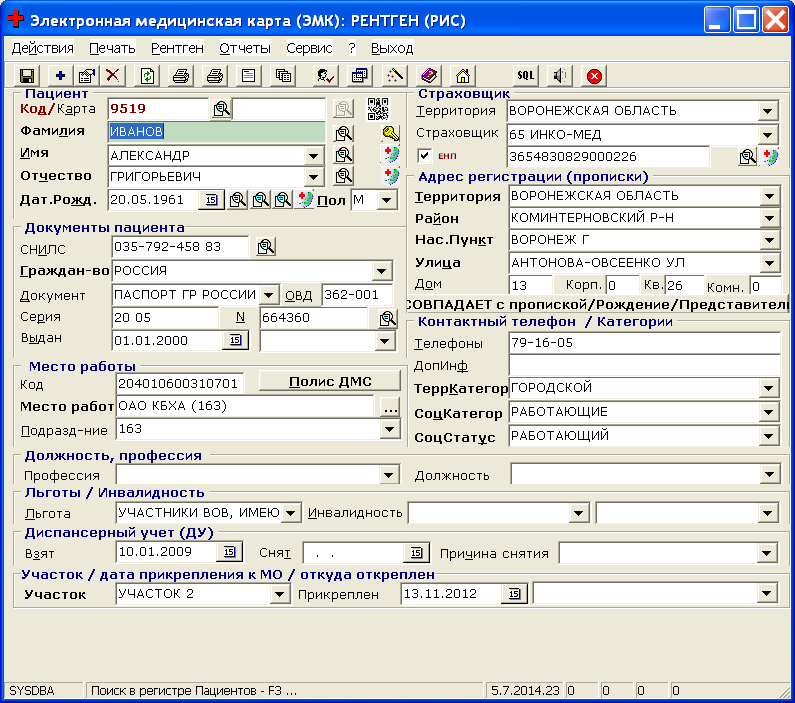 Электронная медицинская карта (ЭМК): РЕНТГЕН (РИС)
Действия Печать Рентген Отчеты Сервис ? Выход
SQL
Пациент
Код/Карта 9519
Фамилия ИВАНОВ
Имя АЛЕКСАНДР
Отчество ГРИГОРЬЕВИЧ
Дат.Рожд. 20.05.1961 15 Пол М
Документы пациента
СНИЛС 035-792-458 83
Граждан-во РОССИЯ
Документ ПАСПОРТ ГР РОССИИ ОВД 362-001
Серия 20 05 N 664360
Выдан 01.01.2000 15
Место работы
Код 204010600310701 Полис ДМС
Место работ ОАО КБХА (163) ...
Подразд-ние 163
Страховщик
Территория ВОРОНЕЖСКАЯ ОБЛАСТЬ
Страховщик 65 ИНКО-МЕД
ЕНП 3654830829000226
Адрес регистрации (прописки)
Территория ВОРОНЕЖСКАЯ ОБЛАСТЬ
Район КОМИНТЕРНОВСКИЙ Р-Н
Нас.Пункт ВОРОНЕЖ Г
Улица АНТОНОВА-ОВСЕЕНКО УЛ
Дом 13 Корп. 0 Кв. 26 Комн. 0
СОВПАДАЕТ с пропиской/Рождение/Представител
Контактный телефон / Категории
Телефоны 79-16-05
ДопИнф
ТеррКатегор ГОРОДСКОЙ
СоцКатегор РАБОТАЮЩИЕ
СоцСтатус РАБОТАЮЩИЙ
Должность, профессия
Профессия Должность
Льготы / Инвалидность
Льгота УЧАСТНИКИ ВОВ, ИМЕЮ Инвалидность
Диспансерный учет (ДУ)
Взят 10.01.2009 15 Снят . . 15 Причина снятия
Участок / дата прикрепления к МО / откуда откреплен
Участок УЧАСТОК 2 Прикреплен 13.11.2012 15
SYSDBA Поиск в регистре Пациентов - F3 ... 5.7.2014.23 0 0 0 0